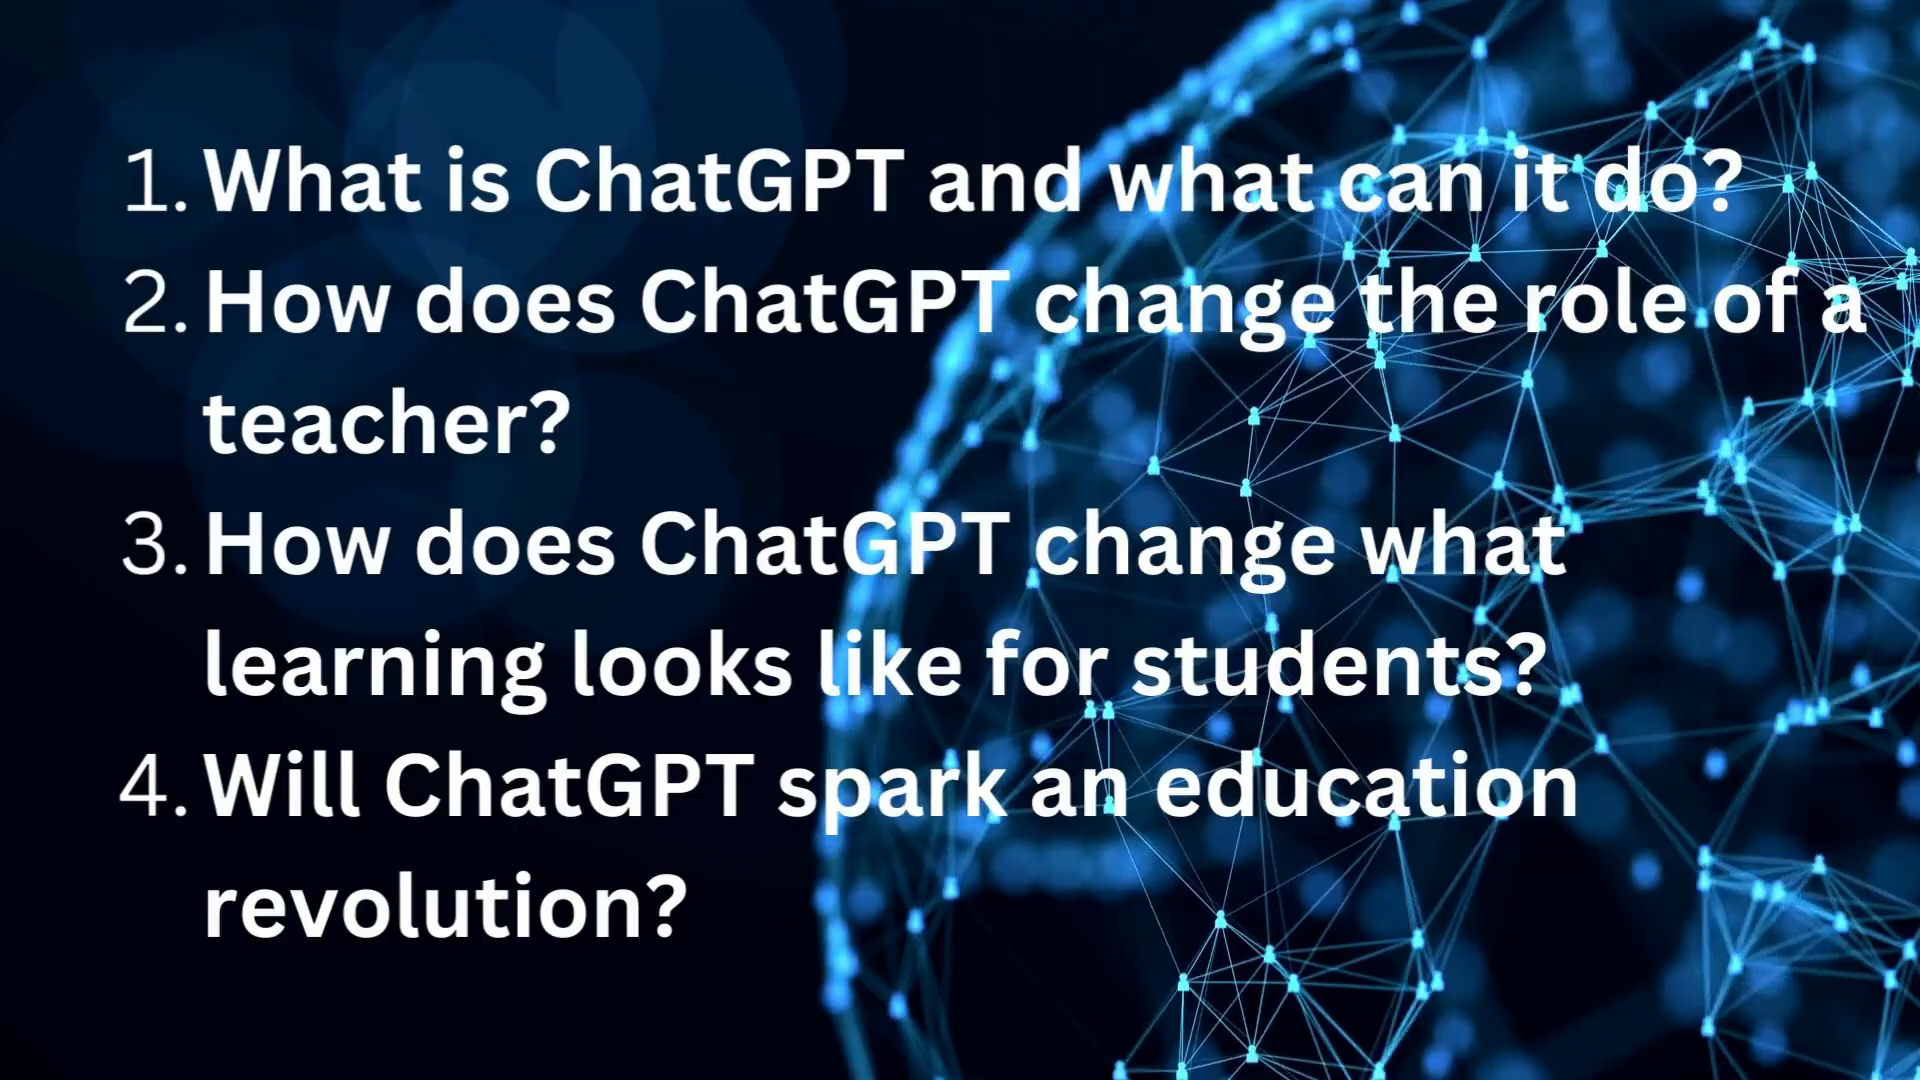 1. What is ChatGPT and what can it do?
2. How does ChatGPT change the role of a
teacher?
3. How does ChatGPT change what
learning looks like for students?
4. Will ChatGPT spark an education
revolution?